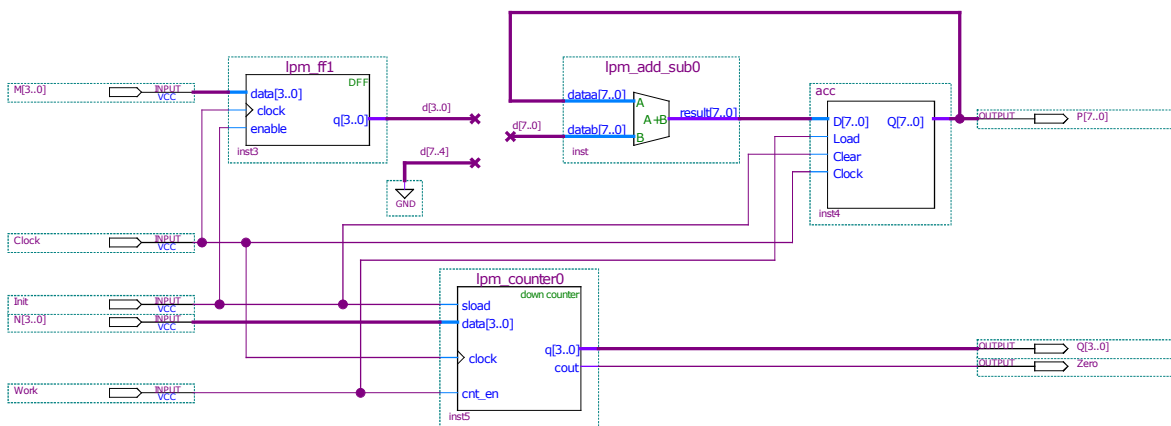 lpm_ff1
DFF
M[3..0]
INPUT
VCC
data[3..0]
clock
enable
q[3..0]
inst3
d[3..0]
d[7..4]
GND
lpm_add_sub0
dataa[7..0]
A
d[7..0]
datab[7..0]
B
A+B
result[7..0]
inst
acc
D[7..0]
Q[7..0]
Load
Clear
Clock
inst4
OUTPUT
P[7..0]
Clock
INPUT
VCC
Init
INPUT
VCC
N[3..0]
INPUT
VCC
Work
INPUT
VCC
lpm_counter0
down counter
sload
data[3..0]
clock
cnt_en
q[3..0]
cout
inst5
OUTPUT
Q[3..0]
OUTPUT
Zero